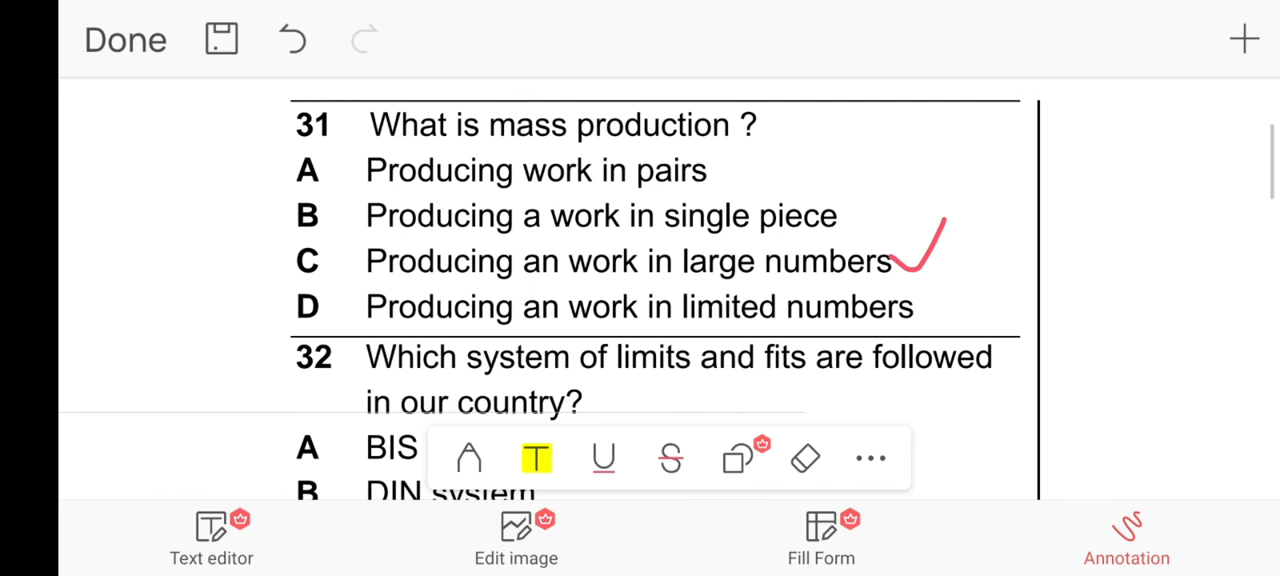 Done
31 What is mass production ?
A Producing work in pairs
B Producing a work in single piece
C Producing an work in large numbers
D Producing an work in limited numbers
32 Which system of limits and fits are followed
in our country?
A BIS
B DIN system
Text editor
Edit image
Fill Form
Annotation